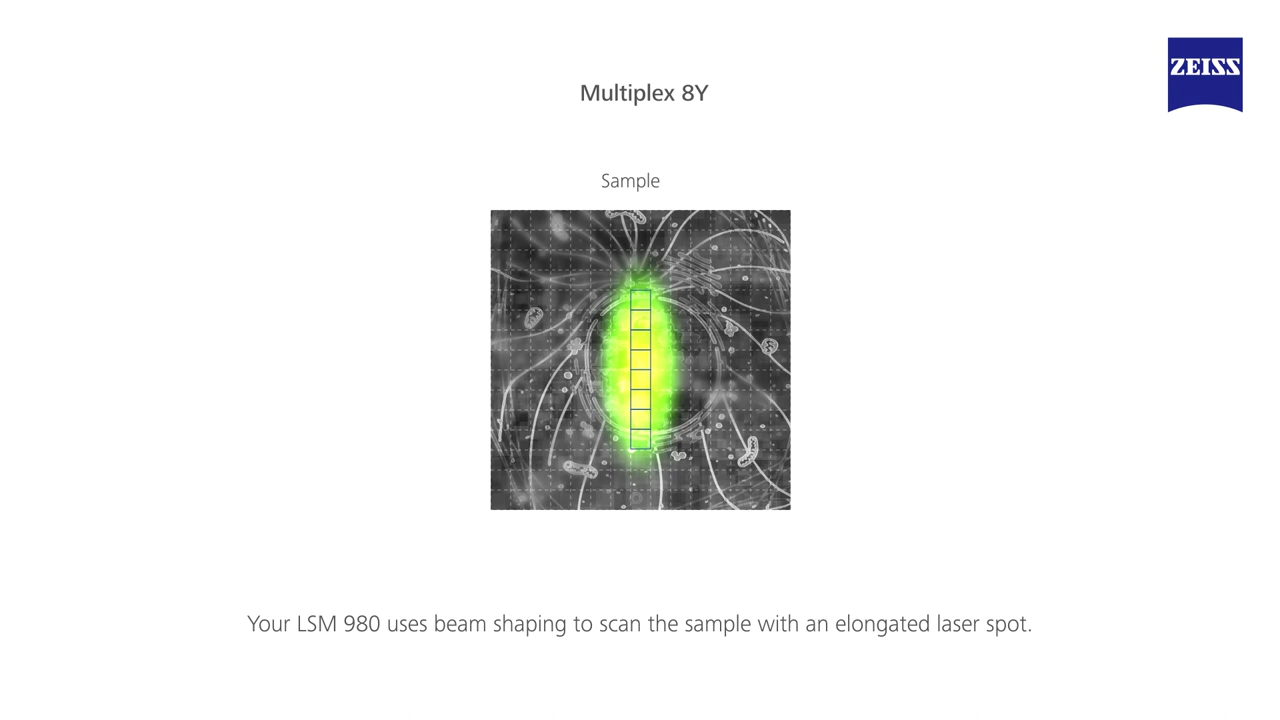 ZEISS
Multiplex 8Y
Sample
Your LSM 980 uses beam shaping to scan the sample with an elongated laser spot.